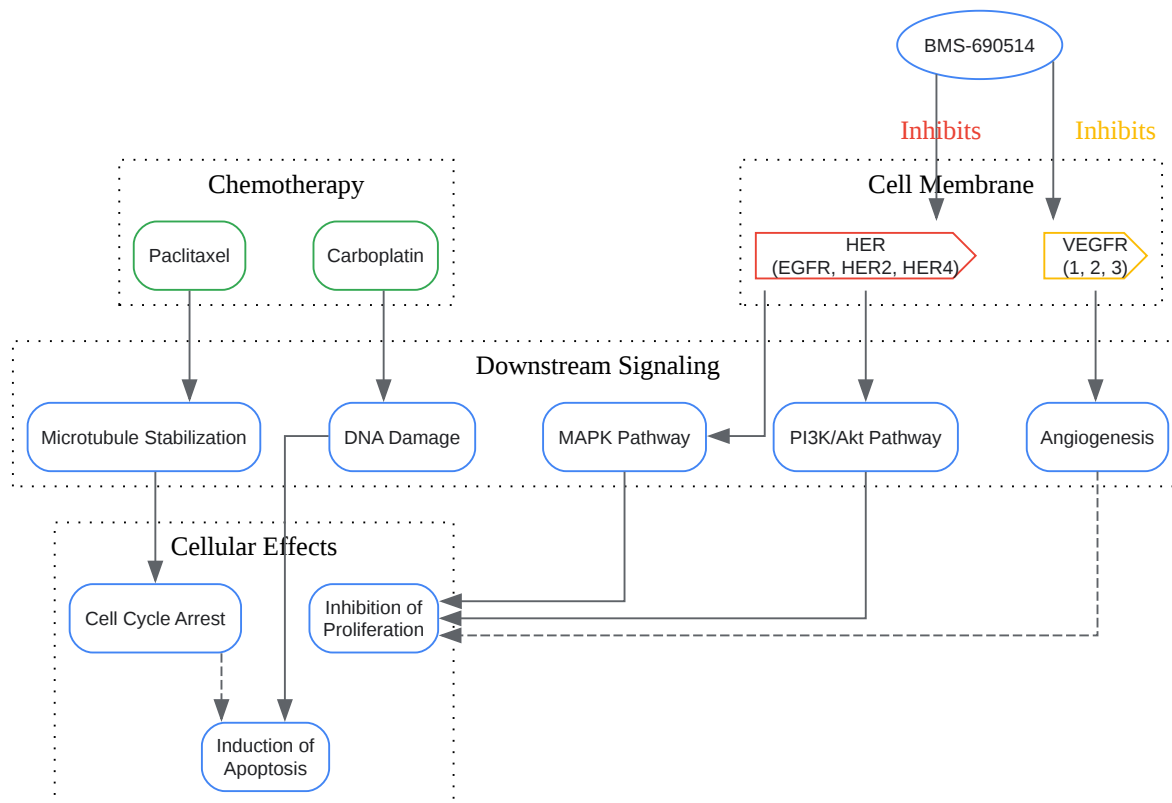 BMS-690514
Inhibits
Inhibits
Chemotherapy
Cell Membrane
Paclitaxel
Carboplatin
HER
(EGFR, HER2, HER4)
VEGFR
(1, 2, 3)
Downstream Signaling
Microtubule Stabilization
DNA Damage
MAPK Pathway
PI3K/Akt Pathway
Angiogenesis
Cellular Effects
Cell Cycle Arrest
Inhibition of
Proliferation
Induction of
Apoptosis